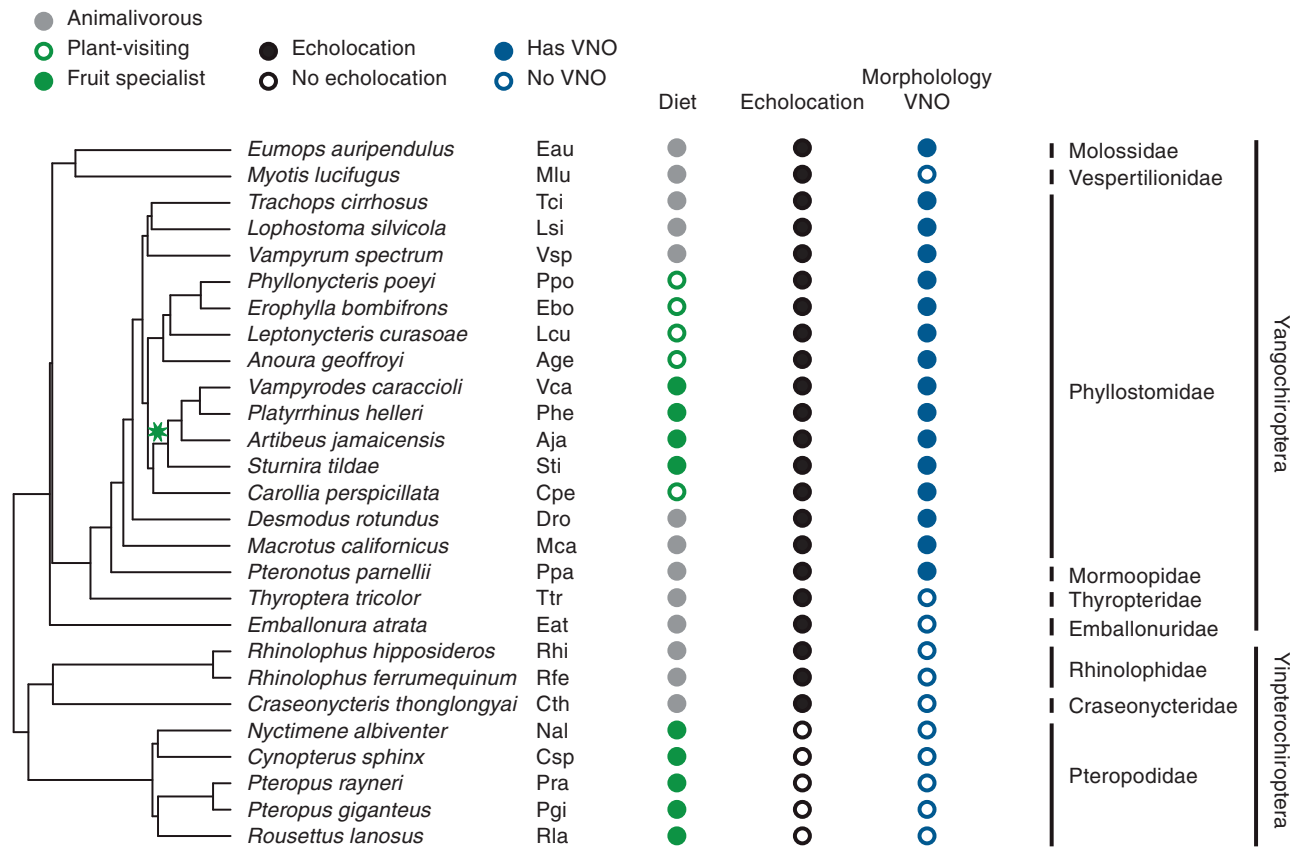 Animalivorous
Plant-visiting Echolocation Has VNO
Fruit specialist No echolocation No VNO
Morpholology
Diet Echolocation VNO
Eumops auripendulus Eau Molossidae
Myotis lucifugus Mlu Vespertilionidae
Trachops cirrhosus Tci
Lophostoma silvicola Lsi
Vampyrum spectrum Vsp
Phyllonycteris poeyi Ppo
Erophylla bombifrons Ebo
Leptonycteris curasoae Lcu
Anoura geoffroyi Age
Vampyrodes caraccioli Vca
Phyllostomidae
Platyrrhinus helleri Phe
Artibeus jamaicensis Aja
Sturnira tildae Sti
Carollia perspicillata Cpe
Desmodus rotundus Dro
Macrotus californicus Mca
Pteronotus parnellii Ppa Mormoopidae
Thyroptera tricolor Ttr Thyropteridae
Emballonura atrata Eat Emballonuridae
Yangochiroptera
Rhinolophus hipposideros Rhi
Rhinolophidae
Rhinolophus ferrumequinum Rfe
Craseonycteris thonglongyai Cth Craseonycteridae
Nyctimene albiventer Nal
Cynopterus sphinx Csp
Pteropodidae
Pteropus rayneri Pra
Pteropus giganteus Pgi
Rousettus lanosus Rla
Yinpterochiroptera